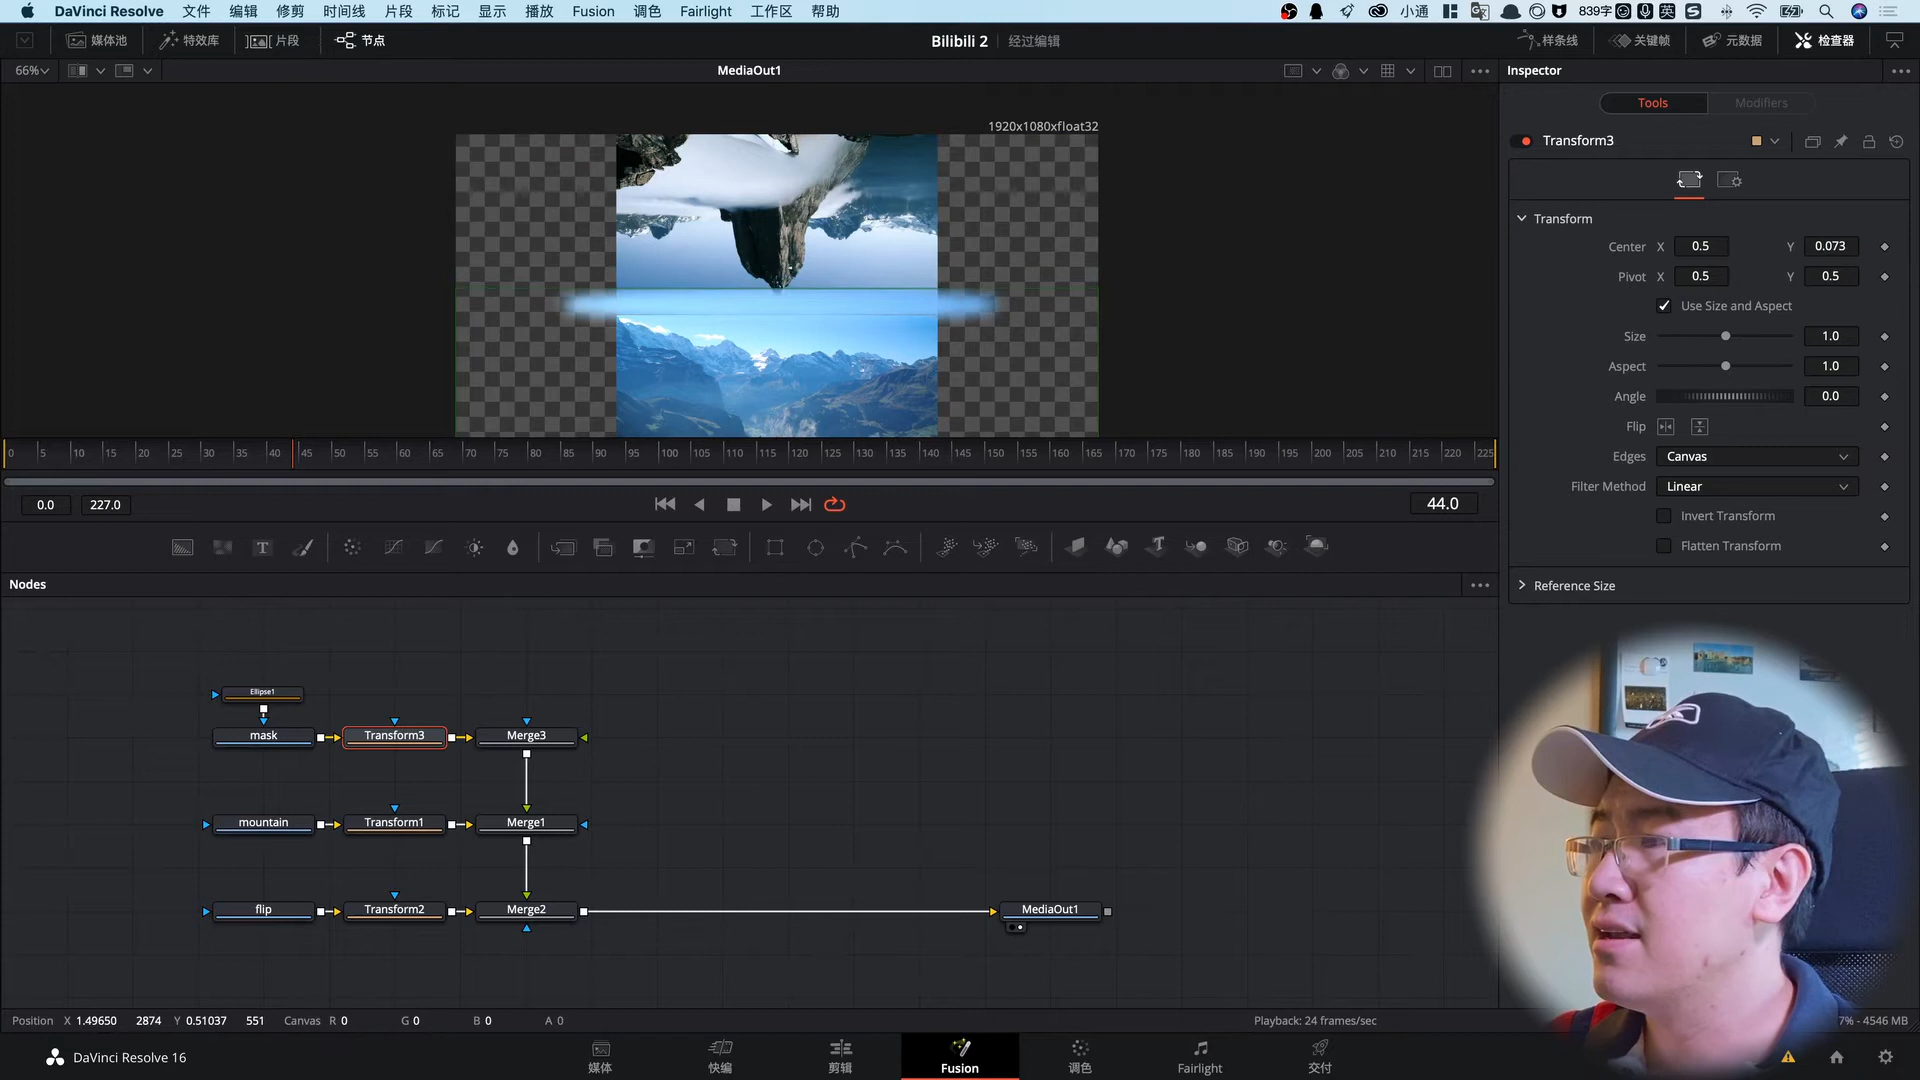 DaVinci Resolve 文件 编辑 修剪 时间线 片段 标记 显示 播放 Fusion 调色 Fairlight 工作区 帮助 小通 839字 英
媒体池 特效库 片段 节点 Bilibili 2 经过编辑 样条线 关键帧 元数据 检查器
66% MediaOut1 Inspector
Tools Modifiers
1920x1080xfloat32
Transform3
Transform
Center X 0.5 Y 0.073
Pivot X 0.5 Y 0.5
Use Size and Aspect
Size 1.0
Aspect 1.0
Angle 0.0
Flip
Edges Canvas
Filter Method Linear
Invert Transform
Flatten Transform
Reference Size
0 5 10 15 20 25 30 35 40 45 50 55 60 65 70 75 80 85 90 95 100 105 110 115 120 125 130 135 140 145 150 155 160 165 170 175 180 185 190 195 200 205 210 215 220 225
0.0 227.0 44.0
T T
Nodes
Ellipse1
mask Transform3 Merge3
mountain Transform1 Merge1
flip Transform2 Merge2 MediaOut1
Position X 1.49650 2874 Y 0.51037 551 Canvas R 0 G 0 B 0 A 0 Playback: 24 frames/sec 7% - 4546 MB
DaVinci Resolve 16
媒体 快编 剪辑 Fusion 调色 Fairlight 交付